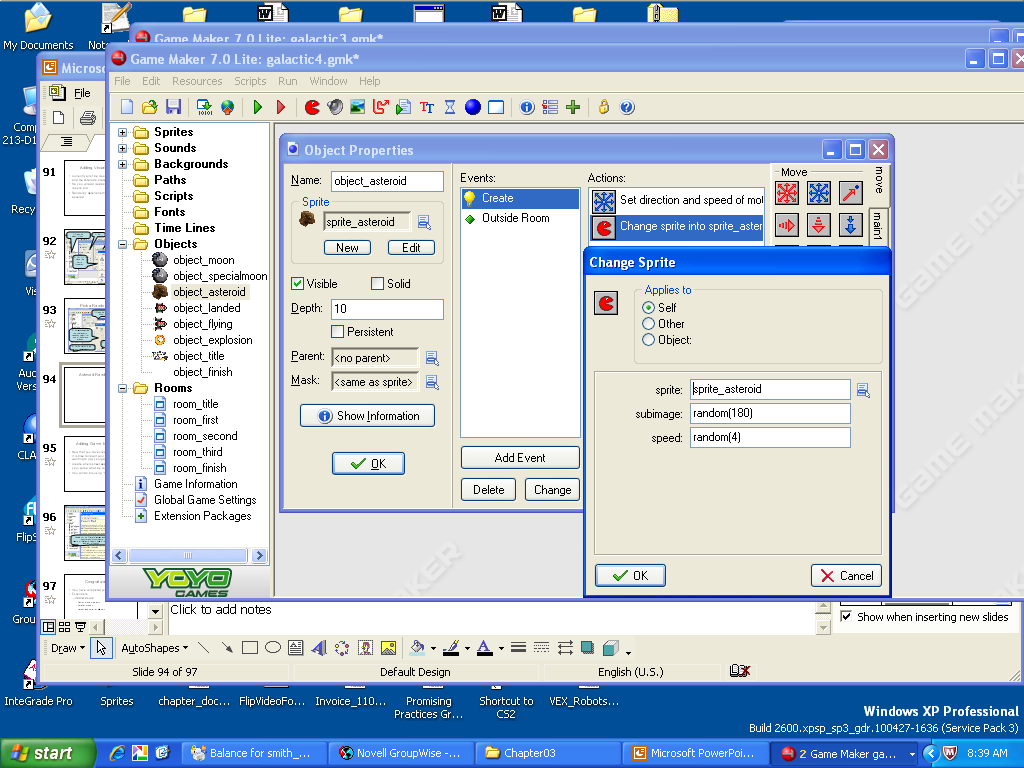 My Documents
Game Maker 7.0 Lite: galactic3.gmk*
Game Maker 7.0 Lite: galactic4.gmk*
File Edit Resources Scripts Run Window Help
File
213-D1
91
92
93
94
95
96
97
Sprites
Sounds
Backgrounds
Paths
Scripts
Fonts
Time Lines
Objects
object_moon
object_specialmoon
object_asteroid
object_landed
object_flying
object_explosion
object_title
object_finish
Rooms
room_title
room_first
room_second
room_third
room_finish
Game Information
Global Game Settings
Extension Packages
YOYO
GAMES
Object Properties
Name: object_asteroid
Sprite
sprite_asteroid
New Edit
Visible Solid
Depth: 10
Persistent
Parent: <no parent>
Mask: <same as sprite>
Show Information
OK
Events:
Create
Outside Room
Add Event
Delete Change
Actions:
Set direction and speed of mot
Change sprite into sprite_aster
Move
move
main1
Change Sprite
Applies to
Self
Other
Object:
sprite: sprite_asteroid
subimage: random(180)
speed: random(4)
OK Cancel
Click to add notes
Show when inserting new slides
Draw AutoShapes
Slide 94 of 97 Default Design English (U.S.)
InteGrade Pro Sprites chapter_doc... FlipVideoFo... Invoice_110... Promising Practices Gr... Shortcut to CS2 VEX_Robots...
Windows XP Professional
Build 2600.xpsp_sp3_gdr.100427-1636 (Service Pack 3)
start Balance for smith_... Novell GroupWise - ... Chapter03 Microsoft PowerPoi... 2 Game Maker ga... 8:39 AM